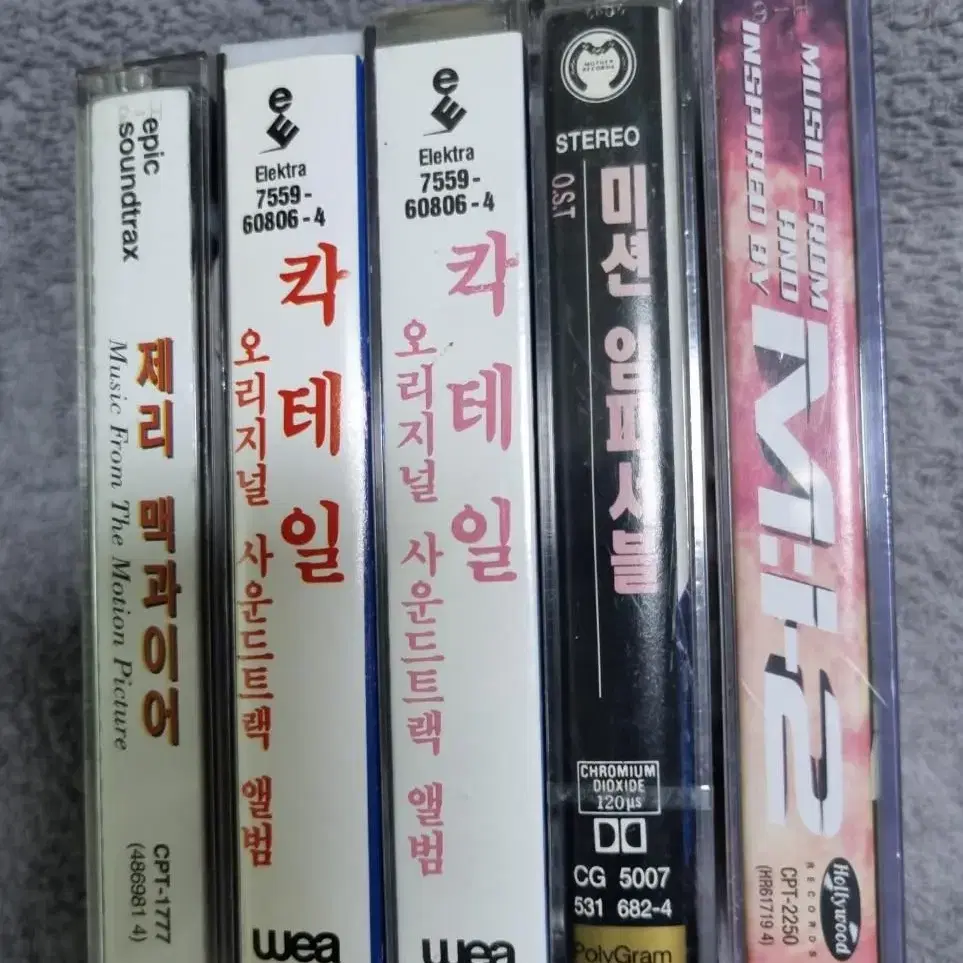 epic
soundtrax
제리 맥과이어
Music From The Motion Picture
CPT-1777
(486981 4)
Elektra
7559-
60806-4
칵테일
오리지널 사운드트랙 앨범
wea
Elektra
7559-
60806-4
칵테일
오리지널 사운드트랙 앨범
wea
MOTHER
RECORDS
STEREO
미션 임파서블
O.S.T
CHROMIUM
DIOXIDE
120µs
CG 5007
531 682-4
PolyGram
MUSIC FROM
AND
INSPIRED BY
M:I-2
Hollywood
RECORDS
CPT-2250
(HR61719 4)